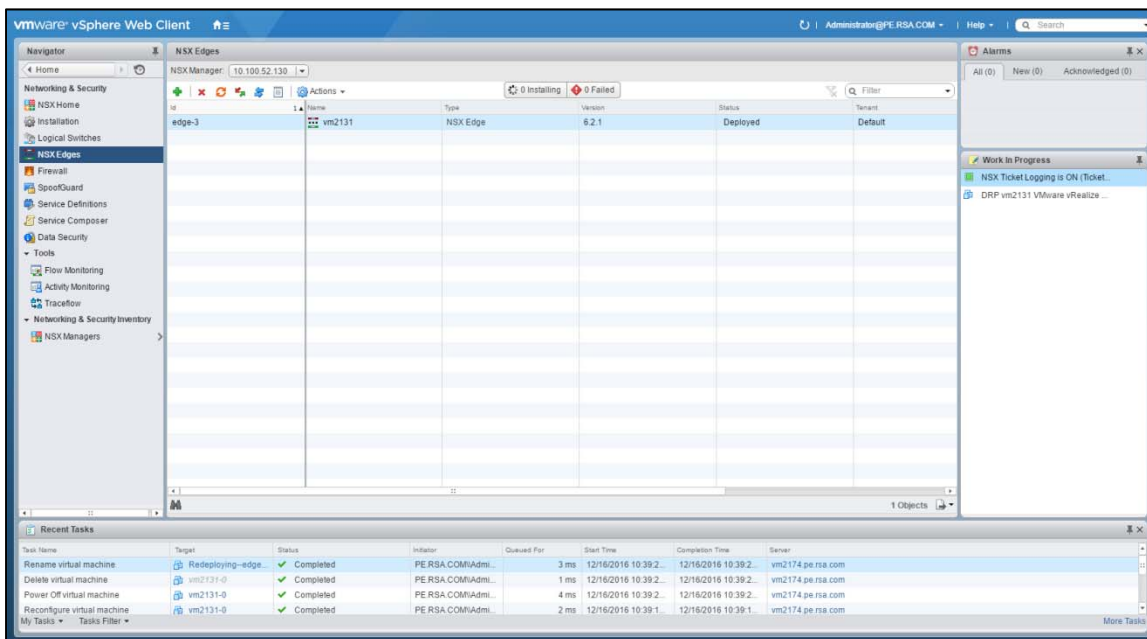 vmware® vSphere Web Client
Administrator@PE.RSA.COM
Help
Search
Navigator
Home
Networking & Security
NSX Home
Installation
Logical Switches
NSX Edges
Firewall
SpoofGuard
Service Definitions
Service Composer
Data Security
Tools
Flow Monitoring
Activity Monitoring
Traceflow
Networking & Security Inventory
NSX Managers
NSX Edges
NSX Manager: 10.100.52.130
Actions
0 Installing 0 Failed
Filter
Id 1 Name Type Version Status Tenant
edge-3 vm2131 NSX Edge 6.2.1 Deployed Default
1 Objects
Alarms
All (0) New (0) Acknowledged (0)
Work In Progress
NSX Ticket Logging is ON (Ticket...
DRP vm2131 VMware vRealize ...
Recent Tasks
Task Name Target Status Initiator Queued For Start Time Completion Time Server
Rename virtual machine Redeploying--edge... Completed PE.RSA.COM\Admi... 3 ms 12/16/2016 10:39:2... 12/16/2016 10:39:2... vm2174.pe.rsa.com
Delete virtual machine vm2131-0 Completed PE.RSA.COM\Admi... 1 ms 12/16/2016 10:39:2... 12/16/2016 10:39:2... vm2174.pe.rsa.com
Power Off virtual machine vm2131-0 Completed PE.RSA.COM\Admi... 4 ms 12/16/2016 10:39:2... 12/16/2016 10:39:2... vm2174.pe.rsa.com
Reconfigure virtual machine vm2131-0 Completed PE.RSA.COM\Admi... 2 ms 12/16/2016 10:39:1... 12/16/2016 10:39:1... vm2174.pe.rsa.com
My Tasks Tasks Filter More Tasks